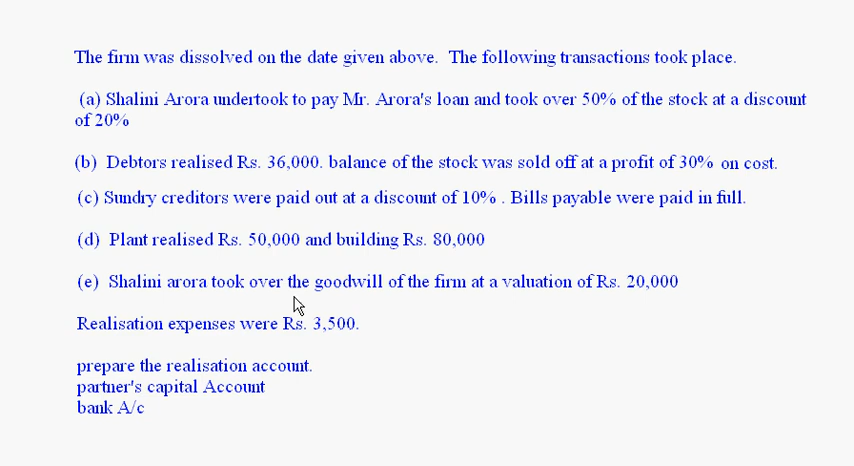 The firm was dissolved on the date given above. The following transactions took place.
(a) Shalini Arora undertook to pay Mr. Arora's loan and took over 50% of the stock at a discount
of 20%
(b) Debtors realised Rs. 36,000. balance of the stock was sold off at a profit of 30% on cost.
(c) Sundry creditors were paid out at a discount of 10% . Bills payable were paid in full.
(d) Plant realised Rs. 50,000 and building Rs. 80,000
(e) Shalini arora took over the goodwill of the firm at a valuation of Rs. 20,000
Realisation expenses were Rs. 3,500.
prepare the realisation account.
partner's capital Account
bank A/c